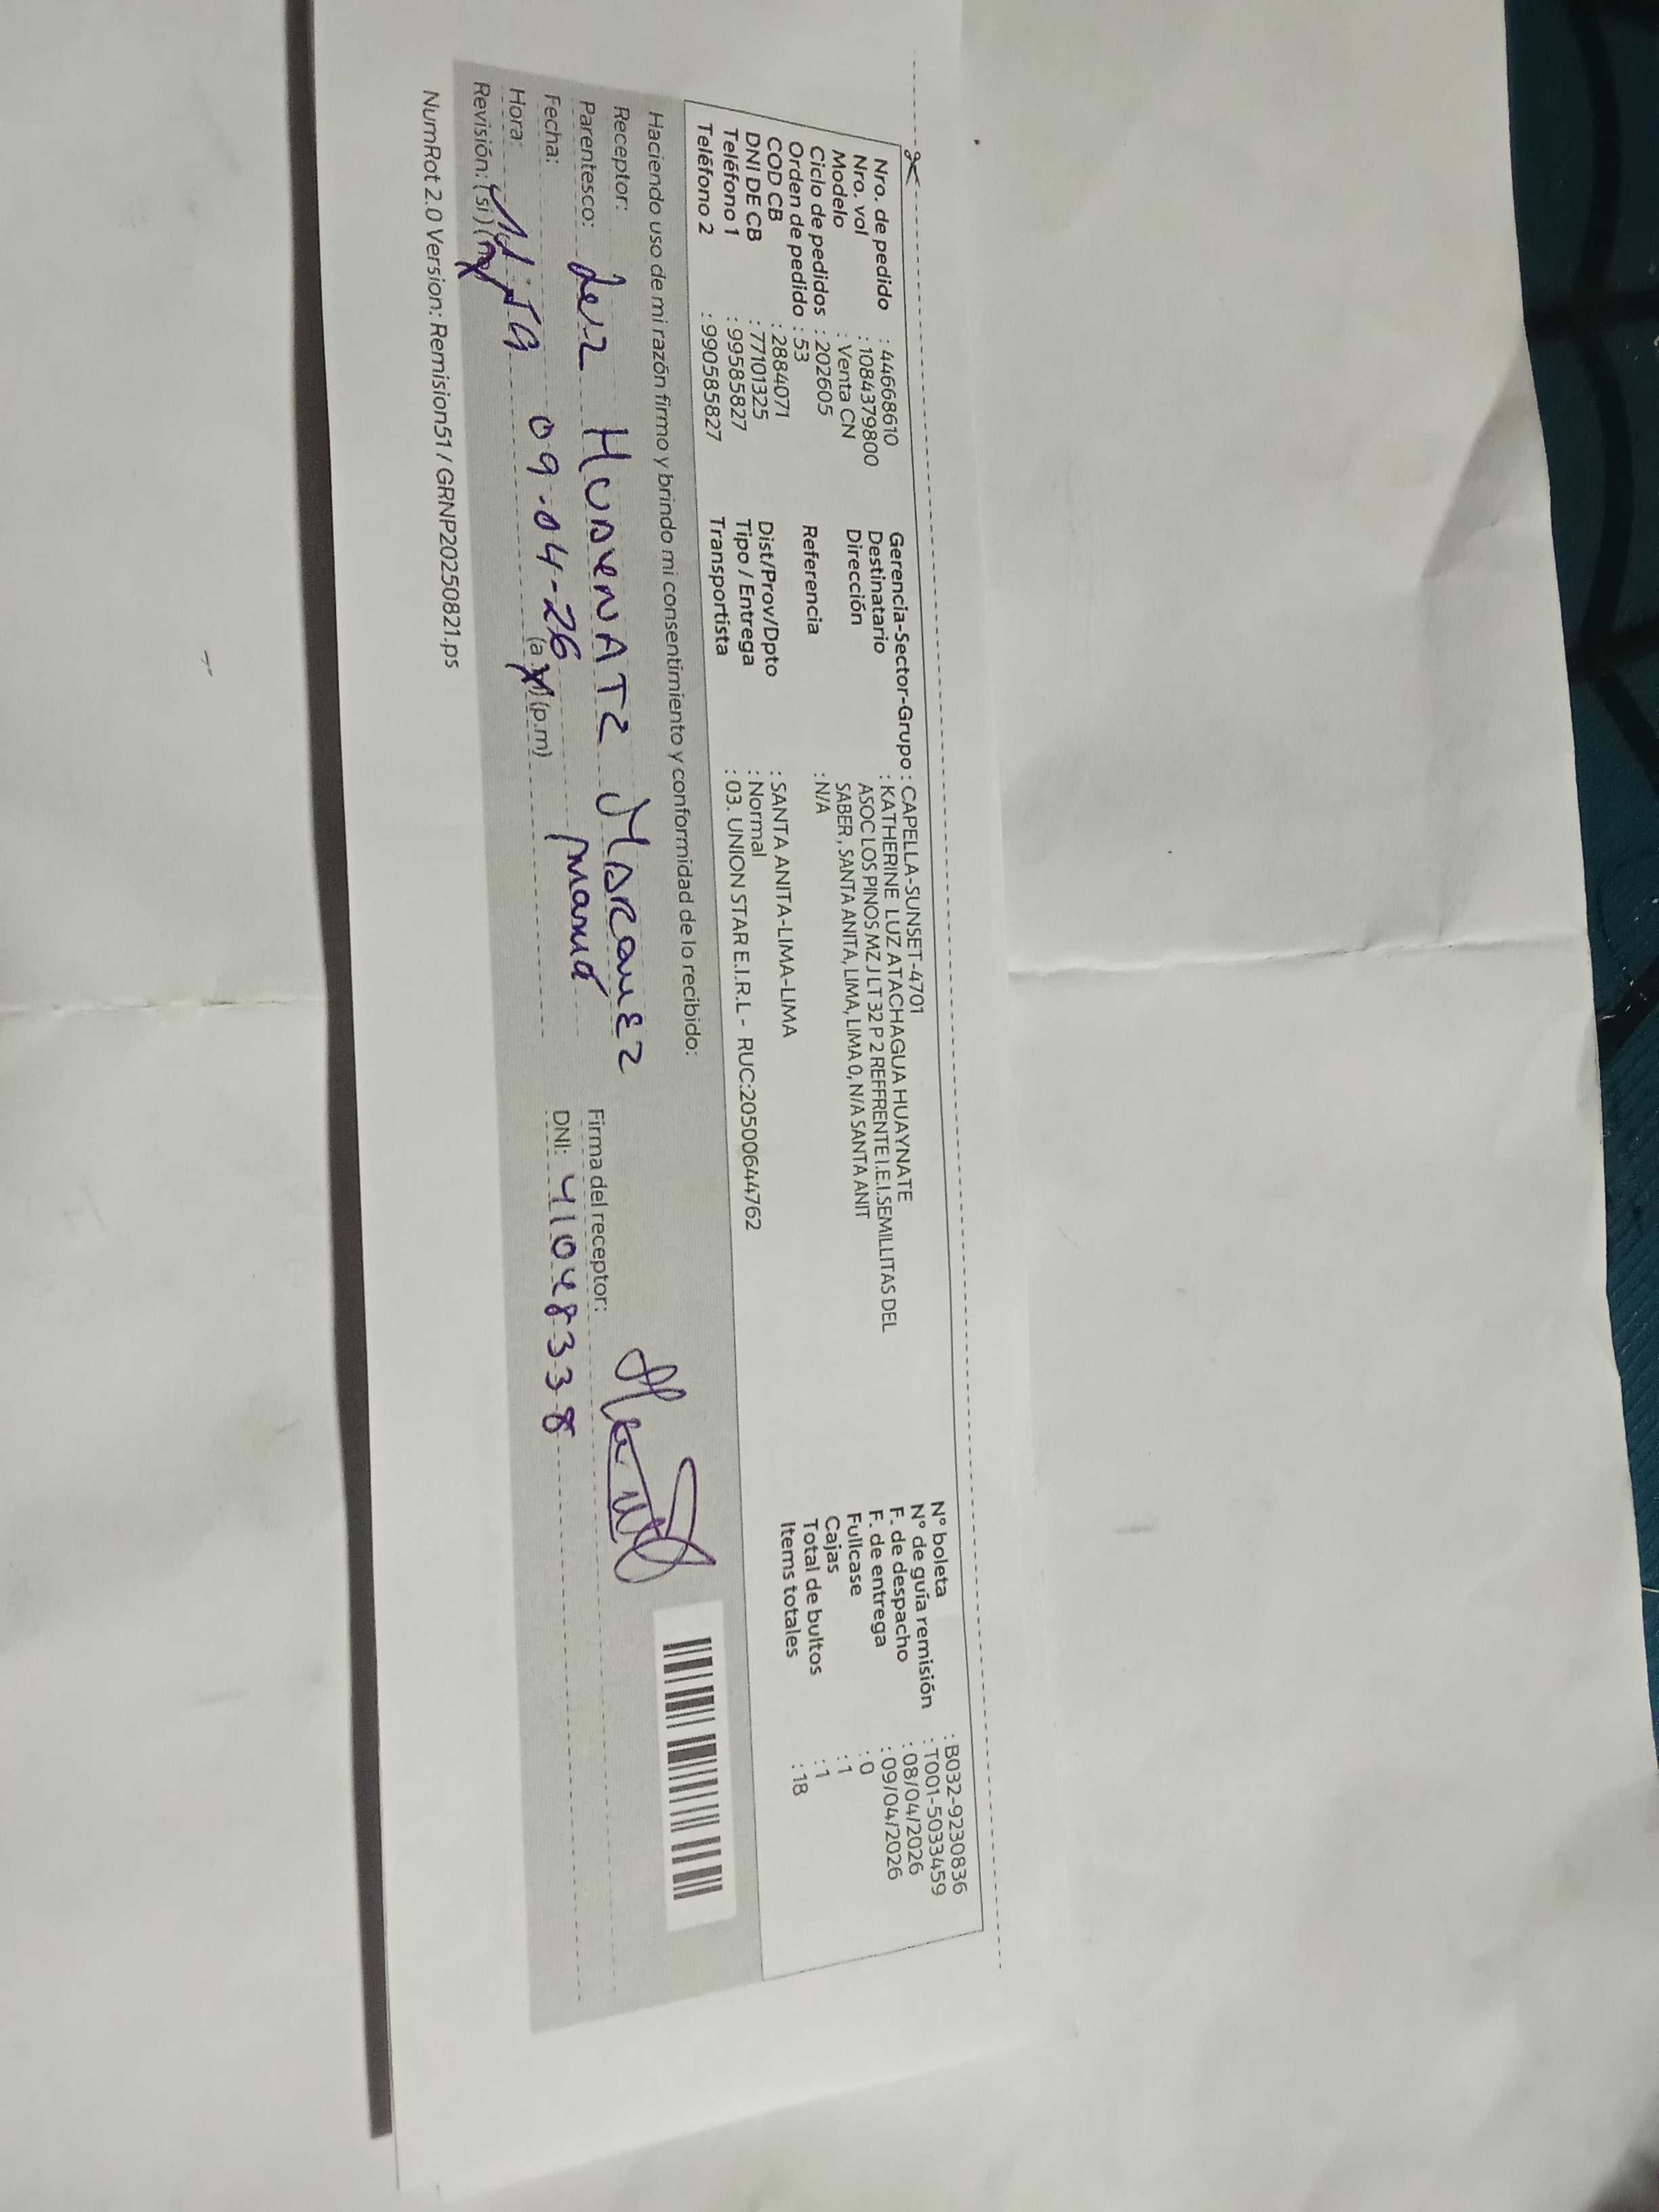 Nro. de pedido : 44668610
Nro. vol : 1084379800
Modelo : Venta CN
Ciclo de pedidos : 202605
Orden de pedido : 53
COD CB : 2884071
DNI DE CB : 77101325
Teléfono 1 : 99585827
Teléfono 2 : 990585827
Gerencia-Sector-Grupo : CAPELLA-SUNSET-4701
Destinatario : KATHERINE LUZ ATACHAGUA HUAYNATE
Dirección ASOC LOS PINOS MZ J LT 32 P 2 REFFRENTE I.E.I.SEMILLITAS DEL
SABER , SANTA ANITA, LIMA, LIMA 0, N/A SANTA ANIT
Referencia : N/A
Dist/Prov/Dpto : SANTA ANITA-LIMA-LIMA
Tipo / Entrega : Normal
Transportista : 03. UNION STAR E.I.R.L - RUC:20500644762
N° boleta : B032-9230836
N° de guía remisión : T001-5033459
F. de despacho : 08/04/2026
F. de entrega : 09/04/2026
Fullcase : 0
Cajas : 1
Total de bultos : 1
Items totales : 18
Haciendo uso de mi razón firmo y brindo mi consentimiento y conformidad de lo recibido:
Receptor: Marquez
Parentesco: mamá
Fecha: 09-04-26
Hora: (a.m) (p.m)
Revisión: (si) (no)
Firma del receptor:
DNI: 41048338
NumRot 2.0 Version: Remision51 / GRNP20250821.ps